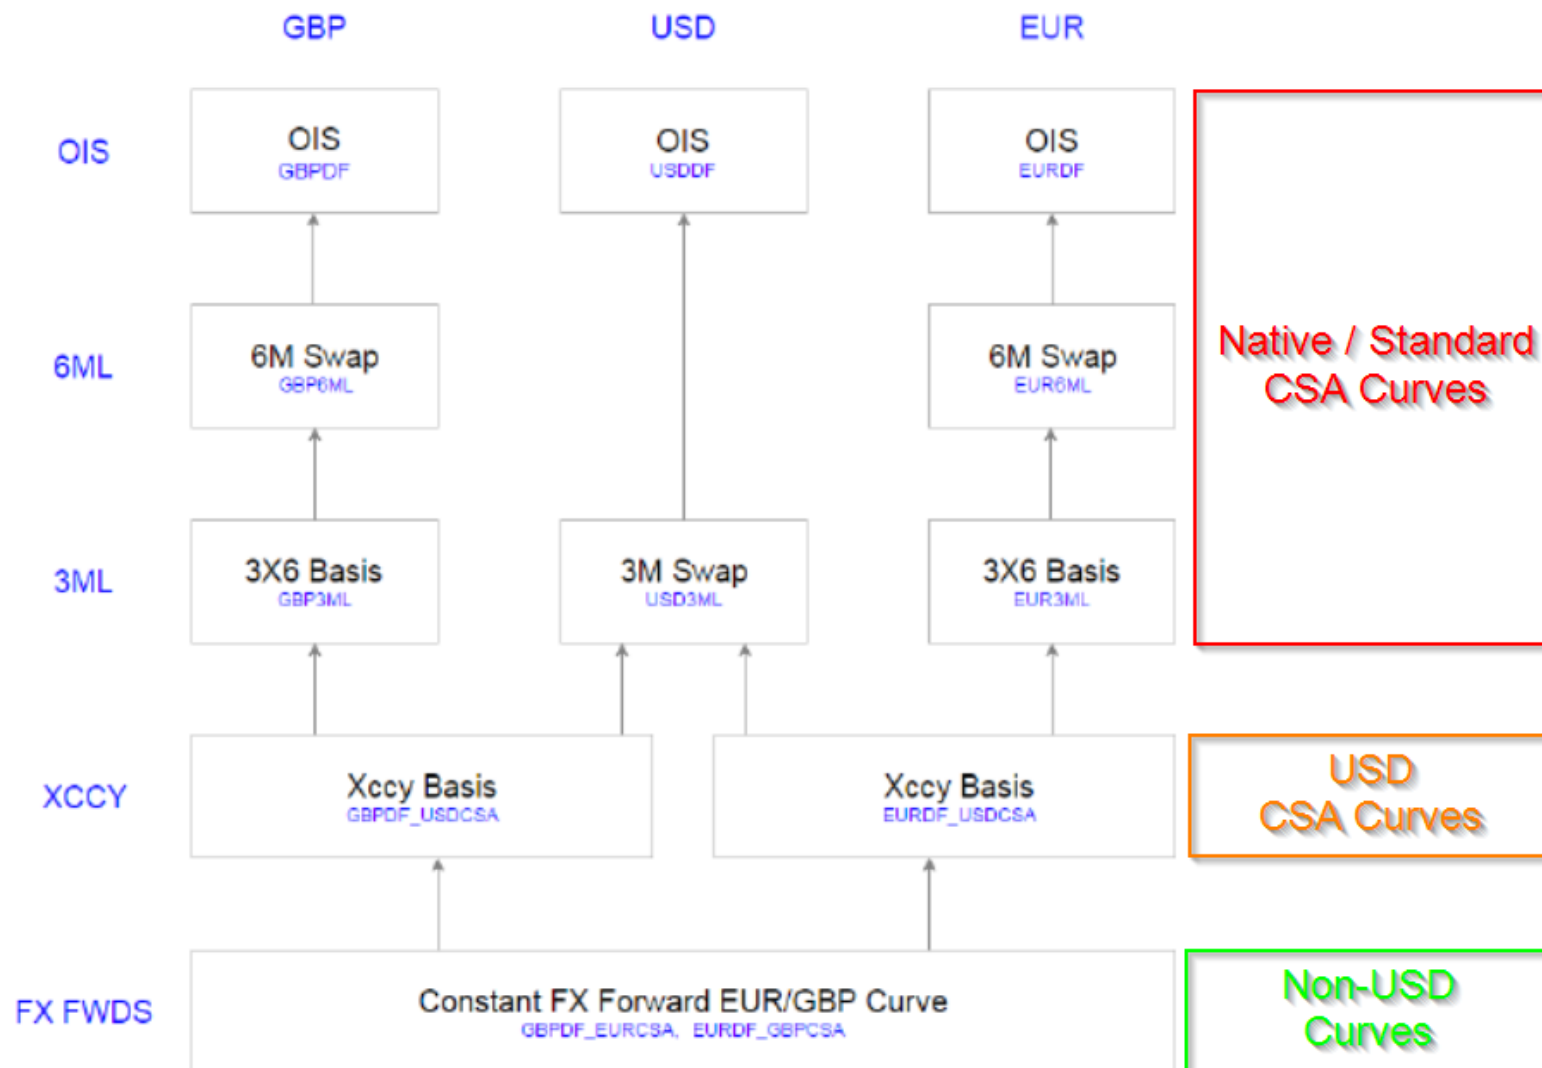 GBP USD EUR
OIS
OIS
GBPDF
OIS
USDDF
OIS
EURDF
6ML
6M Swap
GBP6ML
6M Swap
EUR6ML
Native / Standard
CSA Curves
3ML
3X6 Basis
GBP3ML
3M Swap
USD3ML
3X6 Basis
EUR3ML
XCCY
Xccy Basis
GBPDF_USDCSA
Xccy Basis
EURDF_USDCSA
USD
CSA Curves
FX FWDS
Constant FX Forward EUR/GBP Curve
GBPDF_EURCSA, EURDF_GBPCSA
Non-USD
Curves